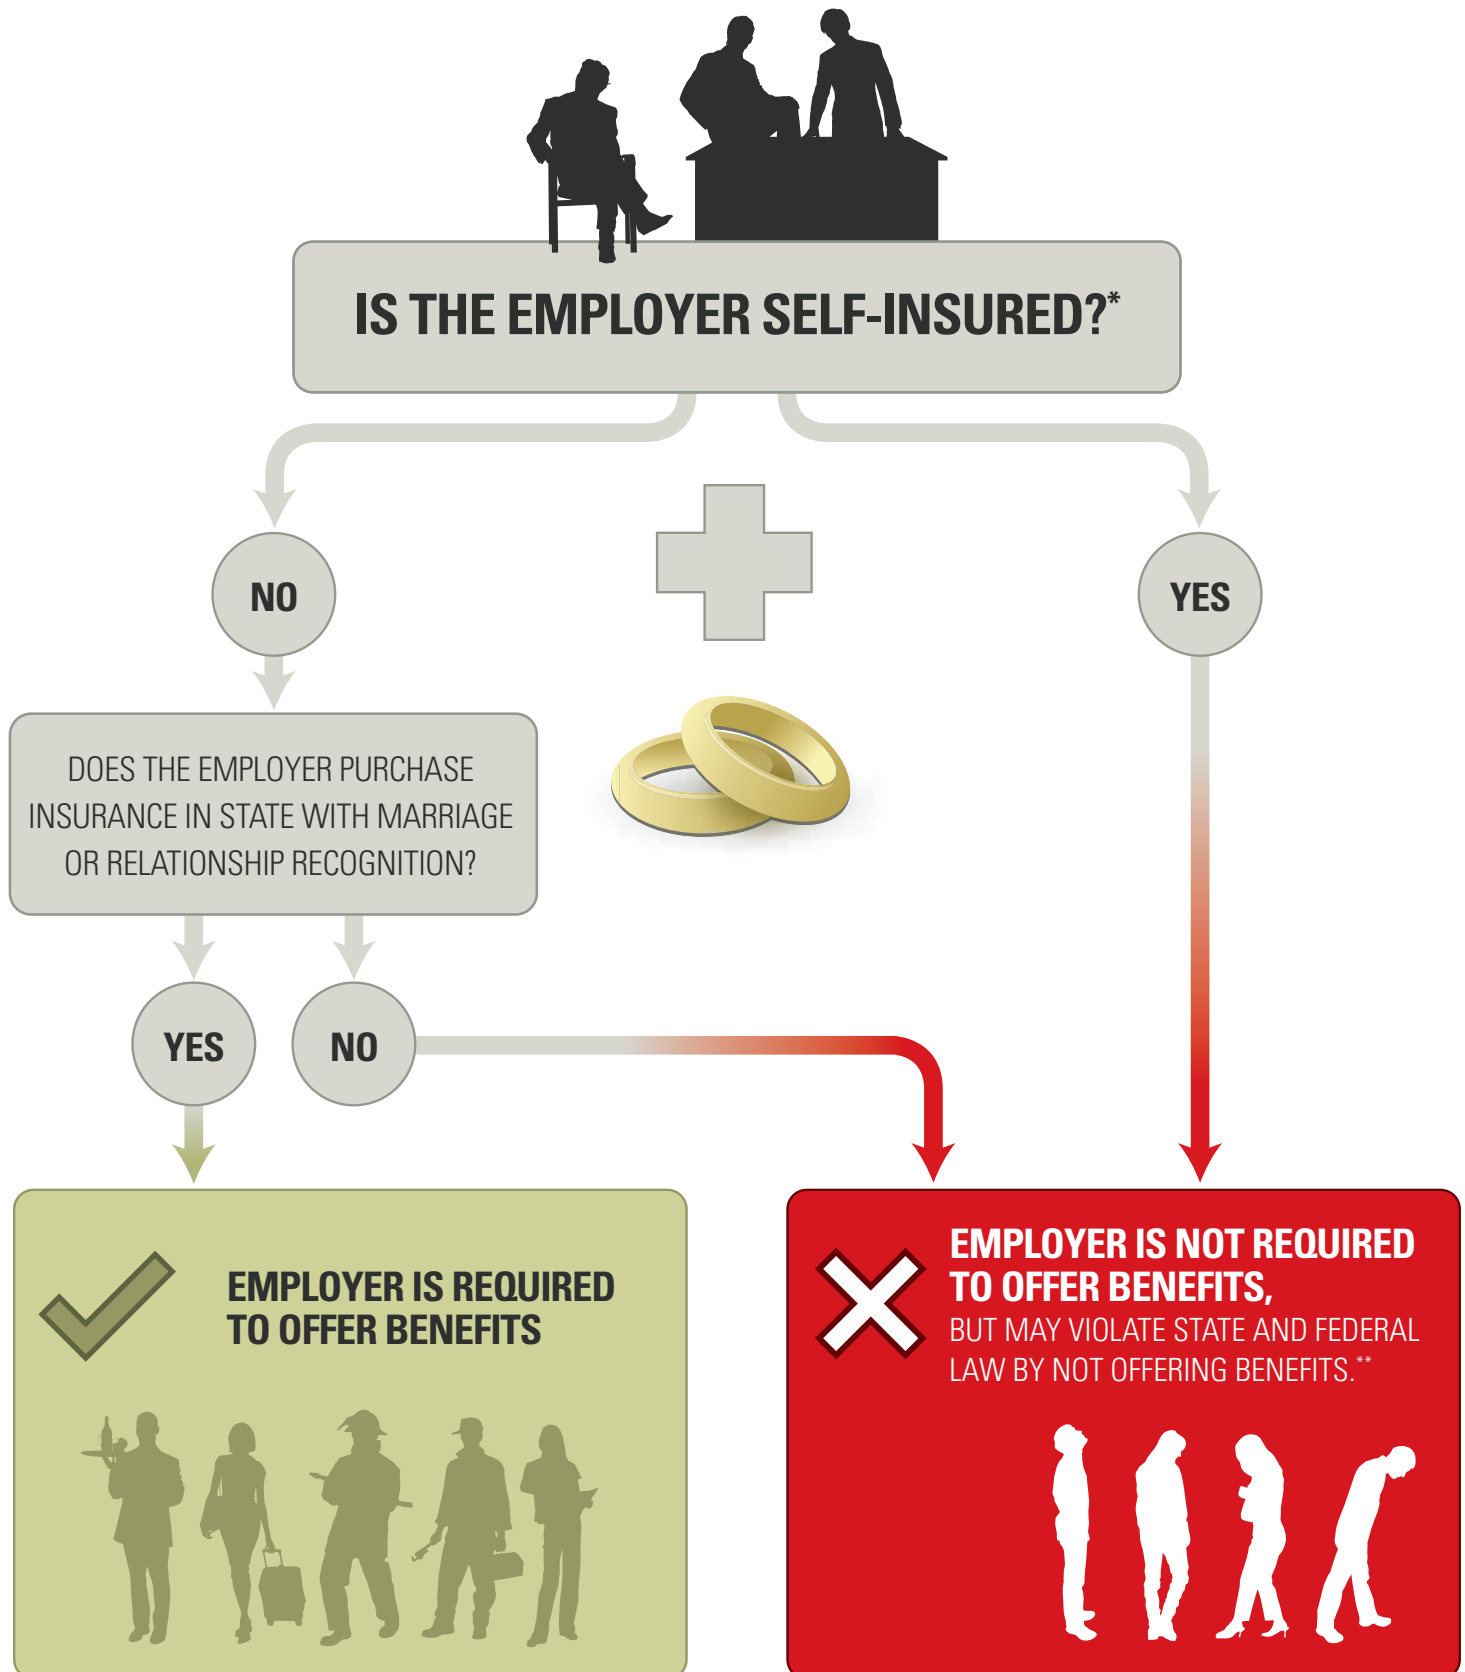 IS THE EMPLOYER SELF-INSURED?*
NO
YES
DOES THE EMPLOYER PURCHASE
INSURANCE IN STATE WITH MARRIAGE
OR RELATIONSHIP RECOGNITION?
YES
NO
EMPLOYER IS REQUIRED
TO OFFER BENEFITS
EMPLOYER IS NOT REQUIRED
TO OFFER BENEFITS,
BUT MAY VIOLATE STATE AND FEDERAL
LAW BY NOT OFFERING BENEFITS.**